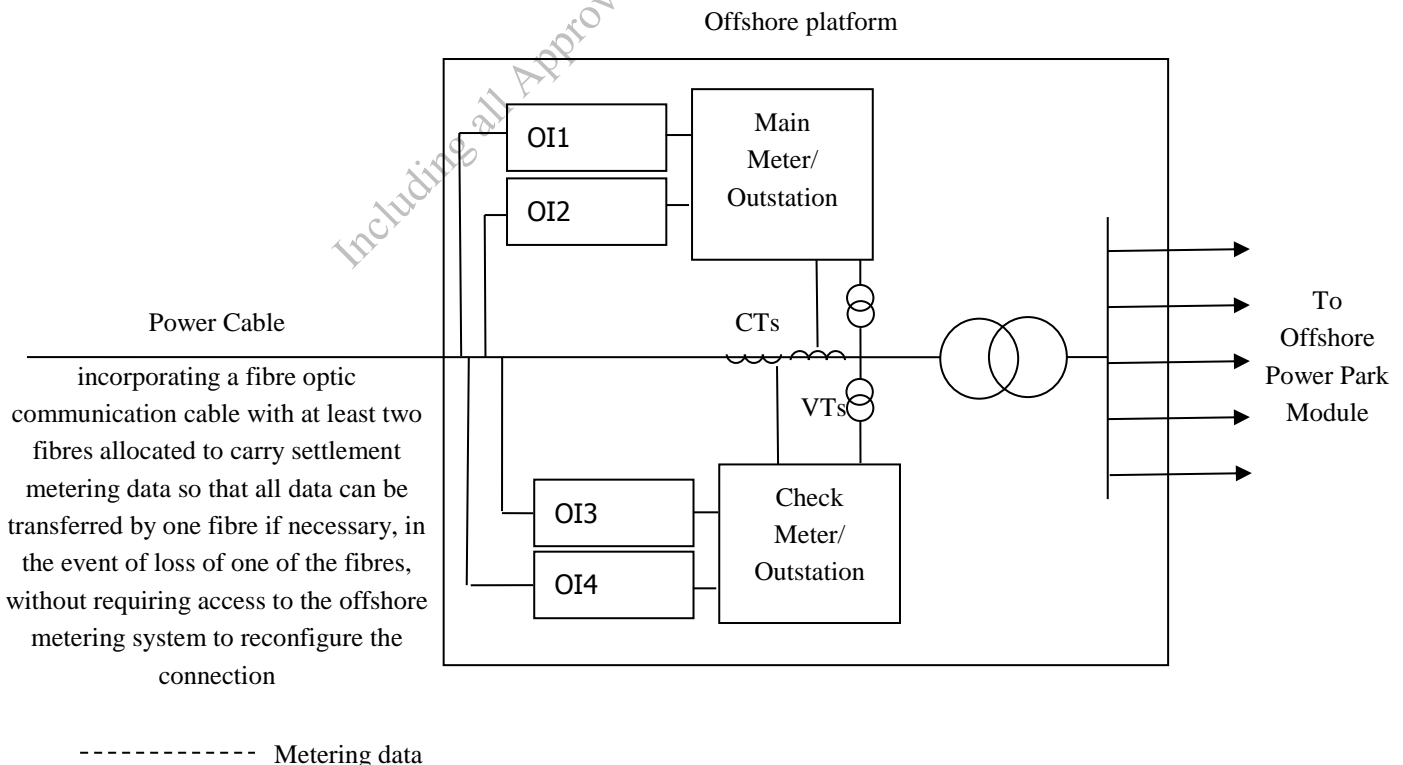 Offshore platform
Including all Approv
OI1
OI2
Main
Meter/
Outstation
Power Cable
CTs
VTs
To
Offshore
Power Park
Module
incorporating a fibre optic
communication cable with at least two
fibres allocated to carry settlement
metering data so that all data can be
transferred by one fibre if necessary, in
the event of loss of one of the fibres,
without requiring access to the offshore
metering system to reconfigure the
connection
OI3
OI4
Check
Meter/
Outstation
Metering data